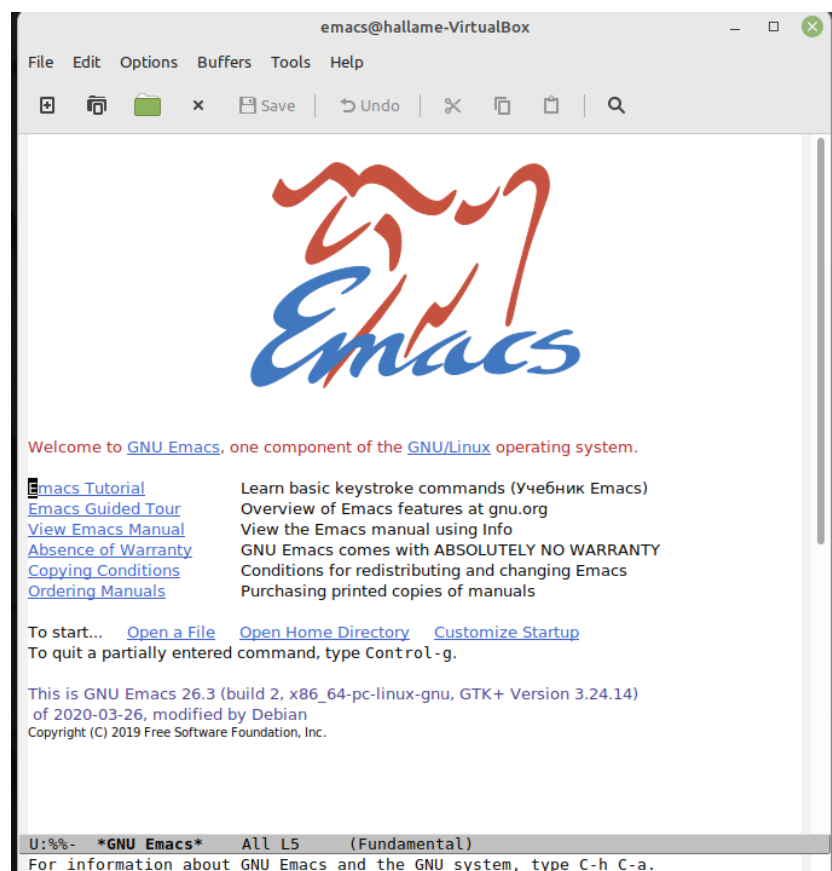 emacs@hallame-VirtualBox
File Edit Options Buffers Tools Help
Save Undo
Emacs
Welcome to GNU Emacs, one component of the GNU/Linux operating system.
Emacs Tutorial Learn basic keystroke commands (Учебник Emacs)
Emacs Guided Tour Overview of Emacs features at gnu.org
View Emacs Manual View the Emacs manual using Info
Absence of Warranty GNU Emacs comes with ABSOLUTELY NO WARRANTY
Copying Conditions Conditions for redistributing and changing Emacs
Ordering Manuals Purchasing printed copies of manuals
To start... Open a File Open Home Directory Customize Startup
To quit a partially entered command, type Control-g.
This is GNU Emacs 26.3 (build 2, x86_64-pc-linux-gnu, GTK+ Version 3.24.14)
of 2020-03-26, modified by Debian
Copyright (C) 2019 Free Software Foundation, Inc.
U:%%- *GNU Emacs* All L5 (Fundamental)
For information about GNU Emacs and the GNU system, type C-h C-a.